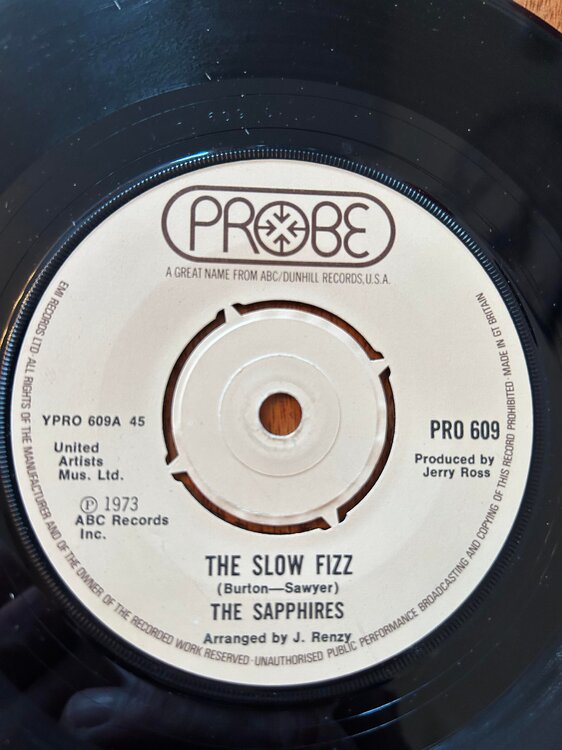 PROBE
A GREAT NAME FROM ABC/DUNHILL RECORDS, U.S.A.
EMI RECORDS LTD · ALL RIGHTS OF THE MANUFACTURER AND OF THE OWNER OF THE RECORDED WORK RESERVED · UNAUTHORISED PUBLIC PERFORMANCE BROADCASTING AND COPYING OF THIS RECORD PROHIBITED · MADE IN GT BRITAIN
YPRO 609A 45
United
Artists
Mus. Ltd.
℗ 1973
ABC Records
Inc.
PRO 609
Produced by
Jerry Ross
THE SLOW FIZZ
(Burton—Sawyer)
THE SAPPHIRES
Arranged by J. Renzy